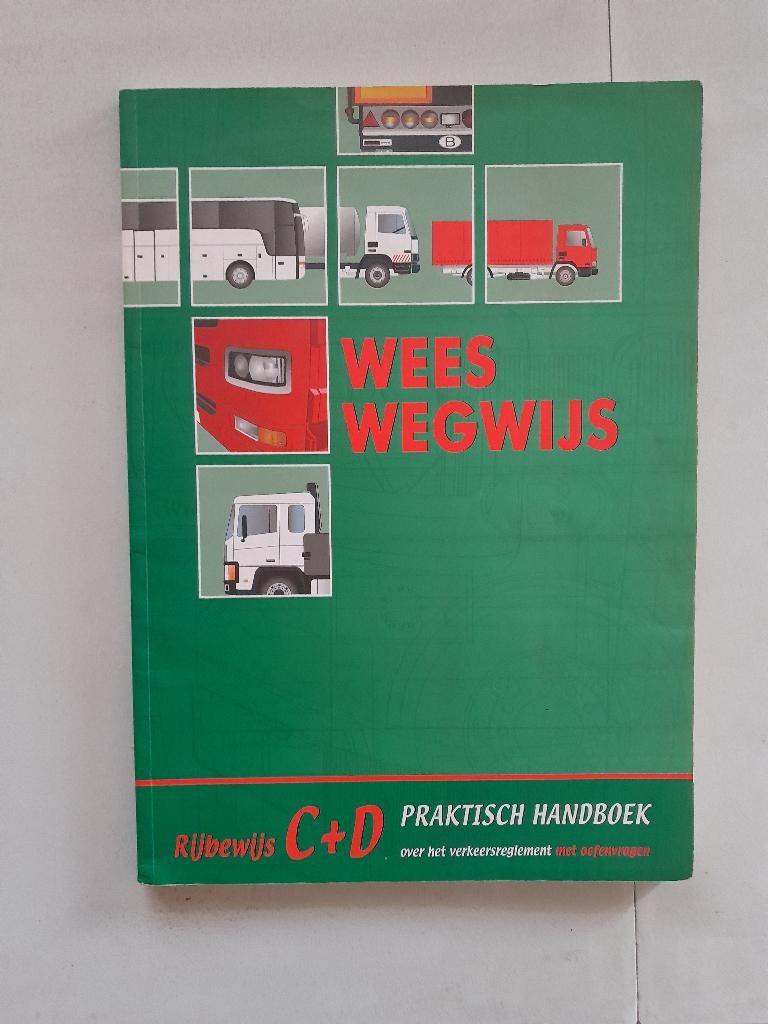 B
WEES
WEGWIJS
Rijbewijs C+D
PRAKTISCH HANDBOEK
over het verkeersreglement met oefenvragen